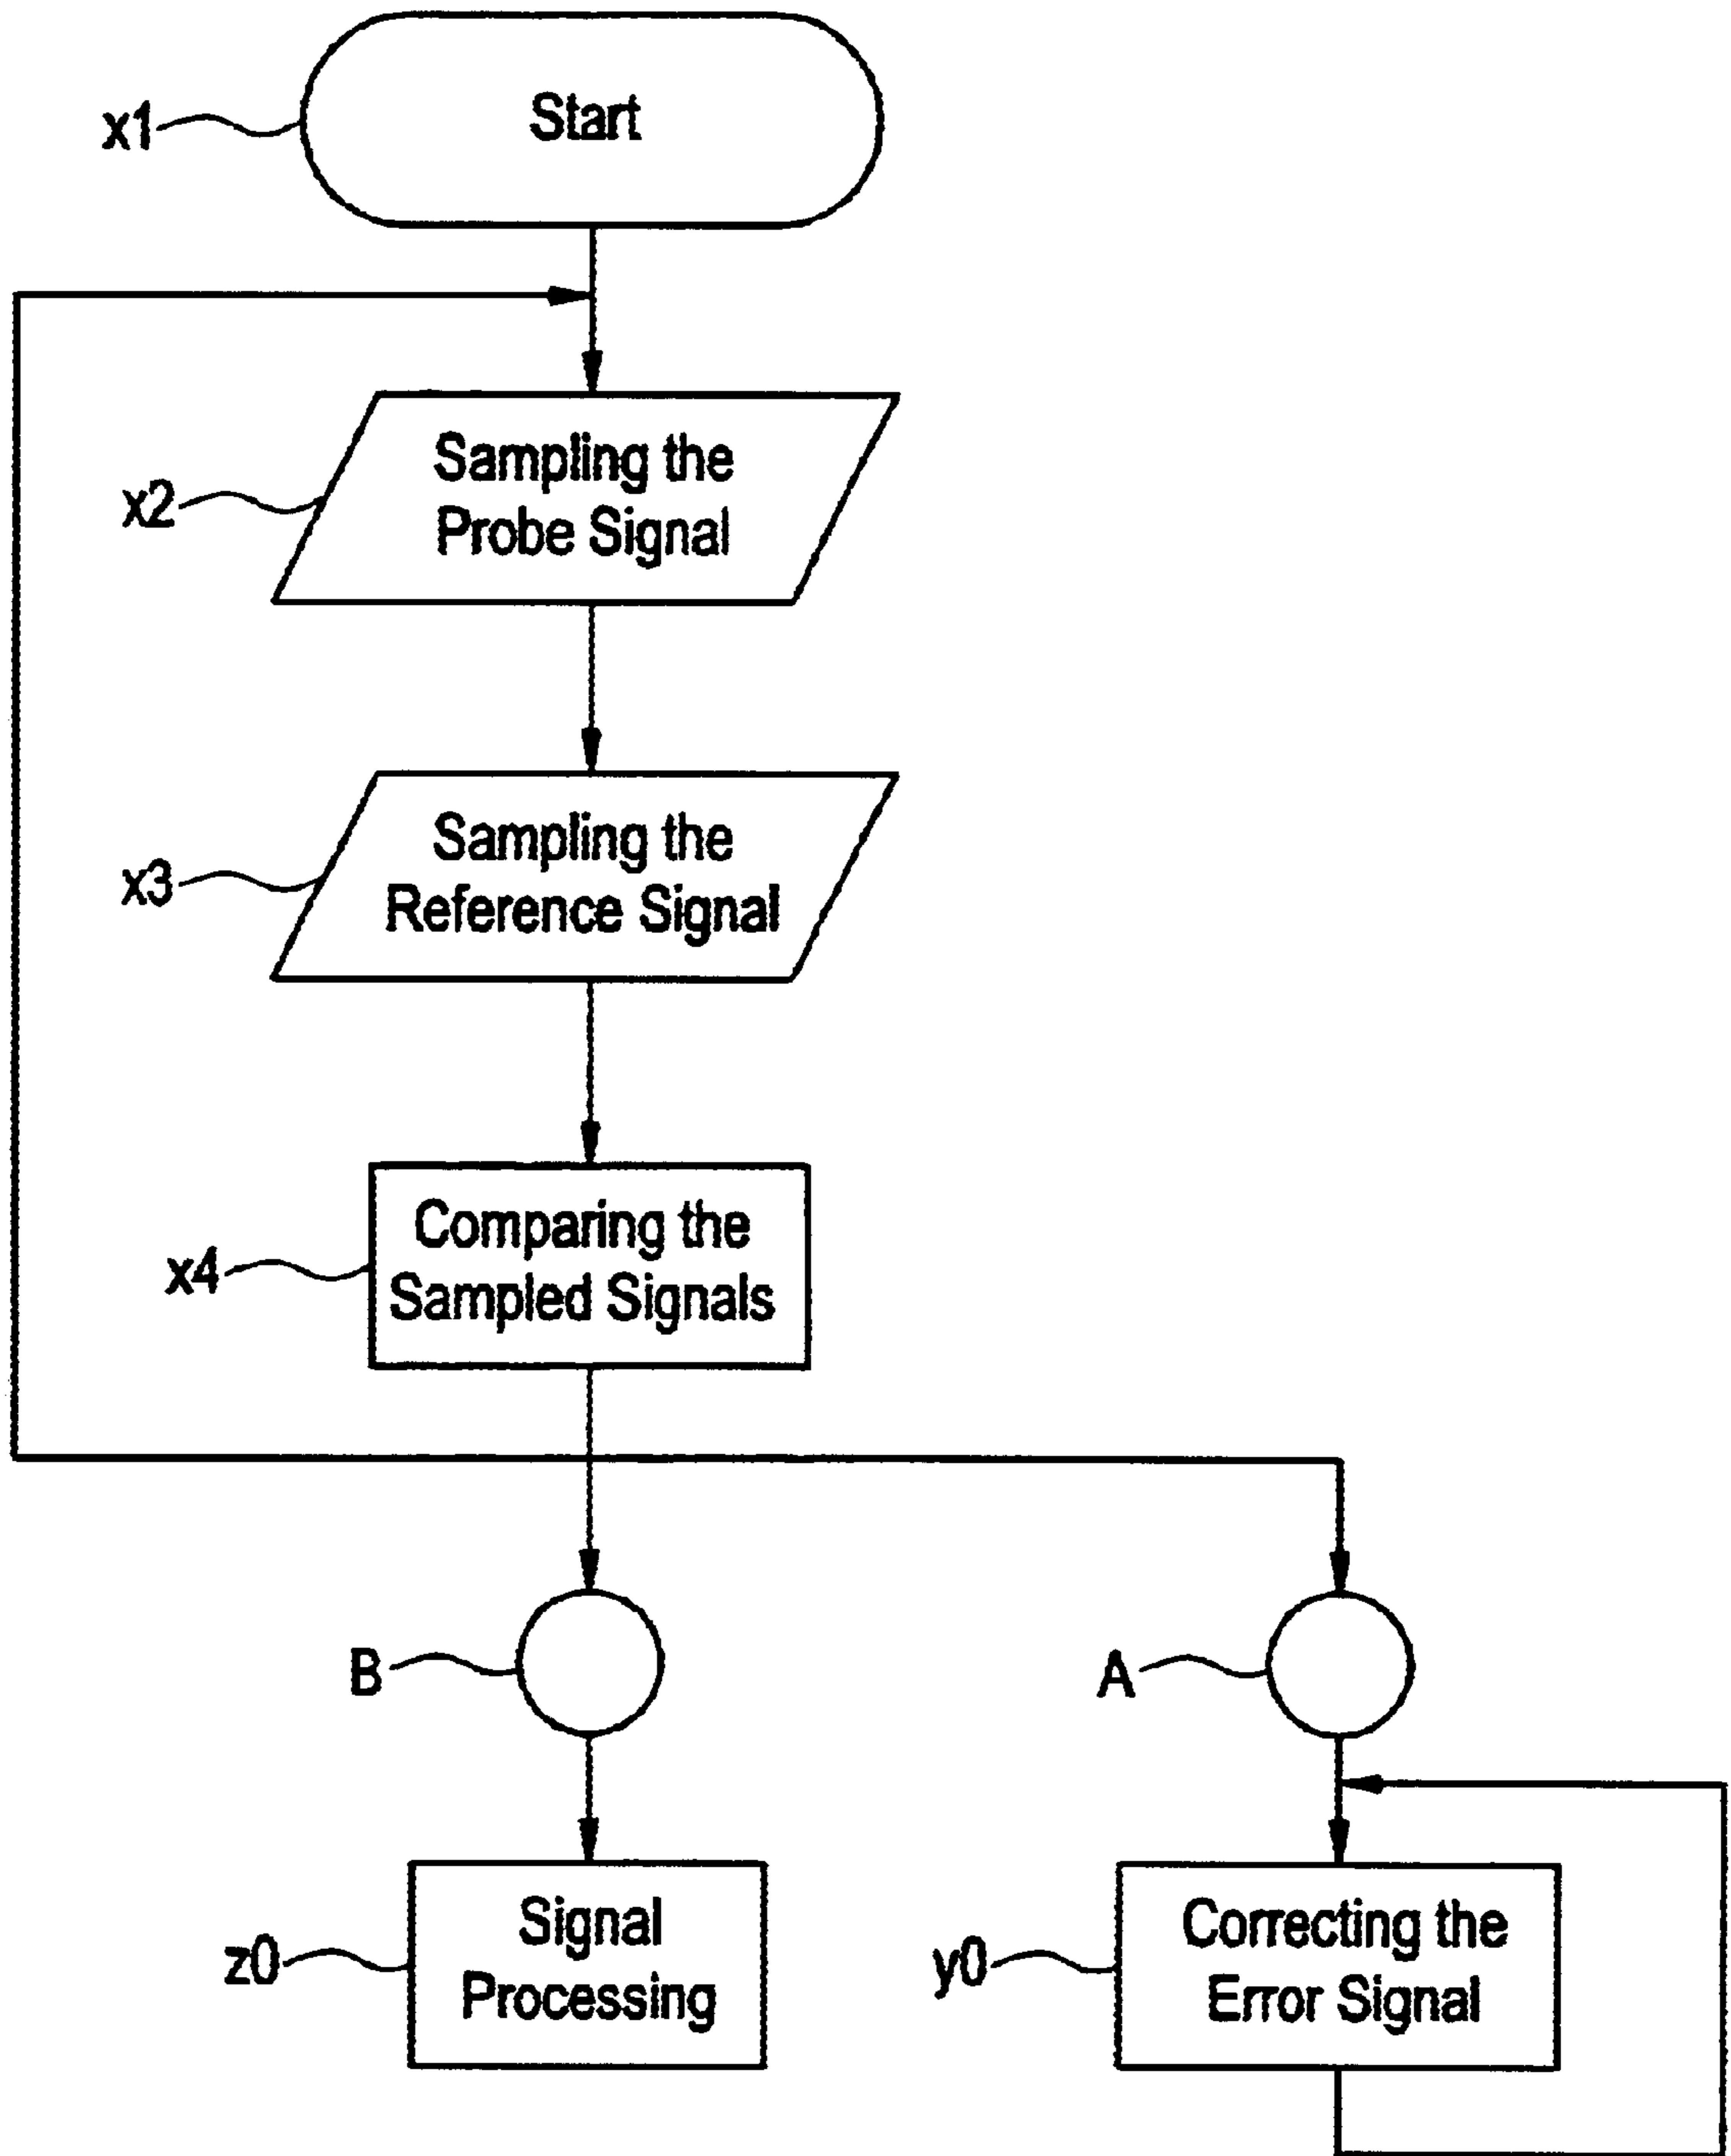 x1
Start
x2
Sampling the
Probe Signal
x3
Sampling the
Reference Signal
x4
Comparing the
Sampled Signals
B
A
z0
Signal
Processing
y0
Correcting the
Error Signal